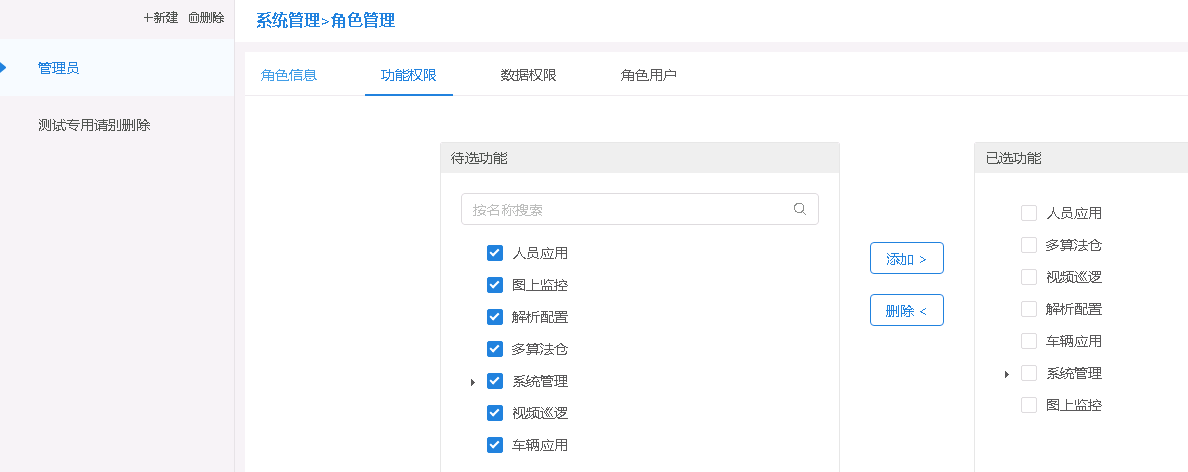 +新建 删除
系统管理>角色管理
管理员
测试专用请别删除
角色信息 功能权限 数据权限 角色用户
待选功能
按名称搜索
人员应用
图上监控
解析配置
多算法仓
系统管理
视频巡逻
车辆应用
添加 >
删除 <
已选功能
人员应用
多算法仓
视频巡逻
解析配置
车辆应用
系统管理
图上监控